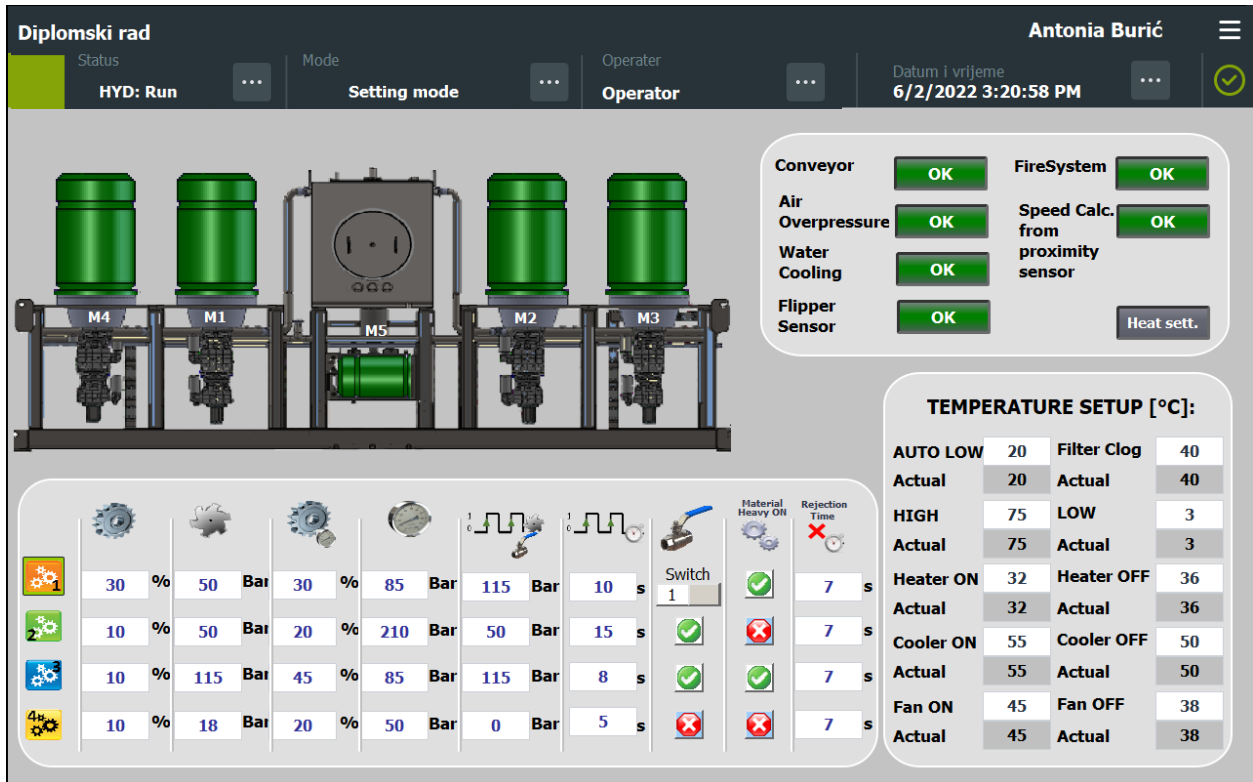 Diplomski rad
Antonia Burić
Status
HYD: Run
...
Mode
Setting mode
...
Operater
Operator
...
Datum i vrijeme
6/2/2022 3:20:58 PM
...
M4
M1
M5
M2
M3
Conveyor
OK
FireSystem
OK
Air
Overpressure
OK
Speed Calc.
from
proximity
sensor
OK
Water
Cooling
OK
Flipper
Sensor
OK
Heat sett.
TEMPERATURE SETUP [°C]:
AUTO LOW 20 Filter Clog 40
Actual 20 Actual 40
HIGH 75 LOW 3
Actual 75 Actual 3
Heater ON 32 Heater OFF 36
Actual 32 Actual 36
Cooler ON 55 Cooler OFF 50
Actual 55 Actual 50
Fan ON 45 Fan OFF 38
Actual 45 Actual 38
1
0
1
0
Material
Heavy ON
Rejection
Time
1 30 % 50 Bar 30 % 85 Bar 115 Bar 10 s Switch 1 7 s
2 10 % 50 Bar 20 % 210 Bar 50 Bar 15 s 7 s
3 10 % 115 Bar 45 % 85 Bar 115 Bar 8 s 7 s
4 10 % 18 Bar 20 % 50 Bar 0 Bar 5 s 7 s